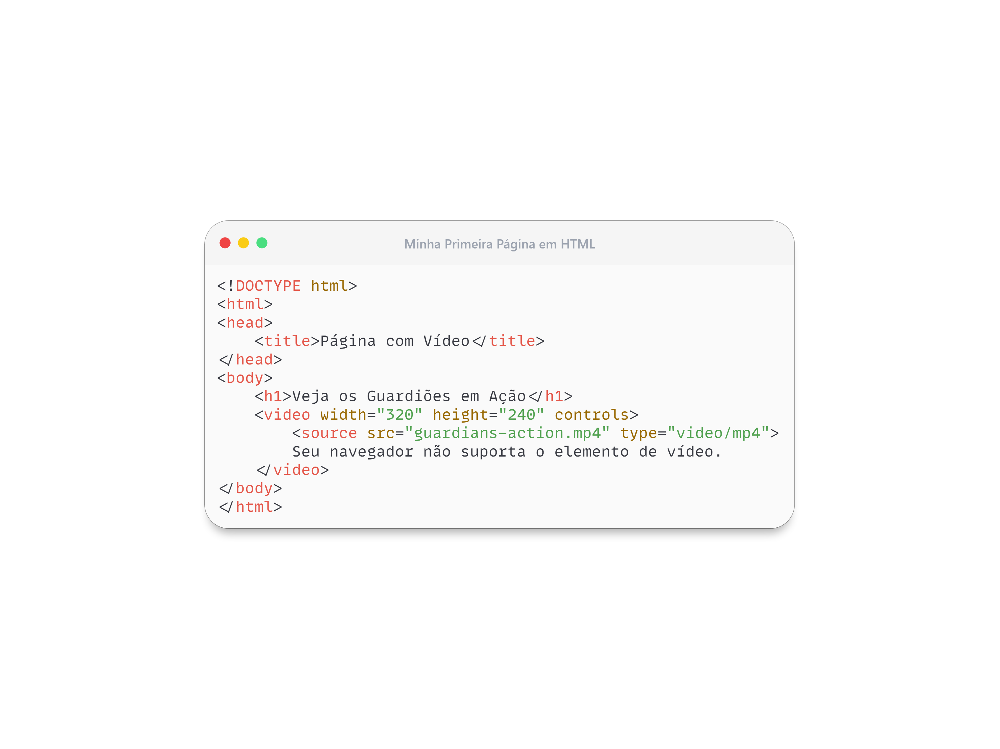 Minha Primeira Página em HTML
<!DOCTYPE html>
<html>
<head>
    <title>Página com Vídeo</title>
</head>
<body>
    <h1>Veja os Guardiões em Ação</h1>
    <video width="320" height="240" controls>
        <source src="guardians-action.mp4" type="video/mp4">
        Seu navegador não suporta o elemento de vídeo.
    </video>
</body>
</html>